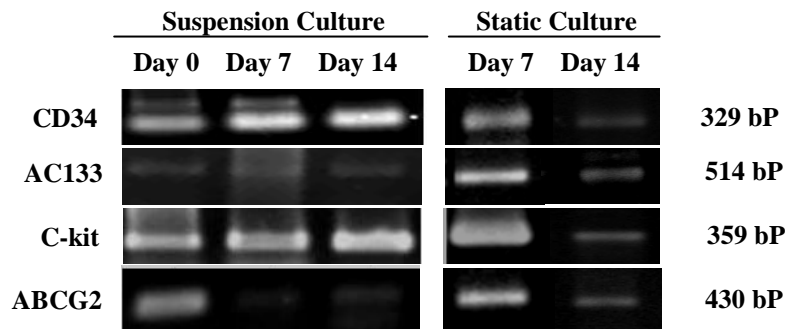 Suspension Culture Static Culture
Day 0 Day 7 Day 14 Day 7 Day 14
CD34 329 bP
AC133 514 bP
C-kit 359 bP
ABCG2 430 bP